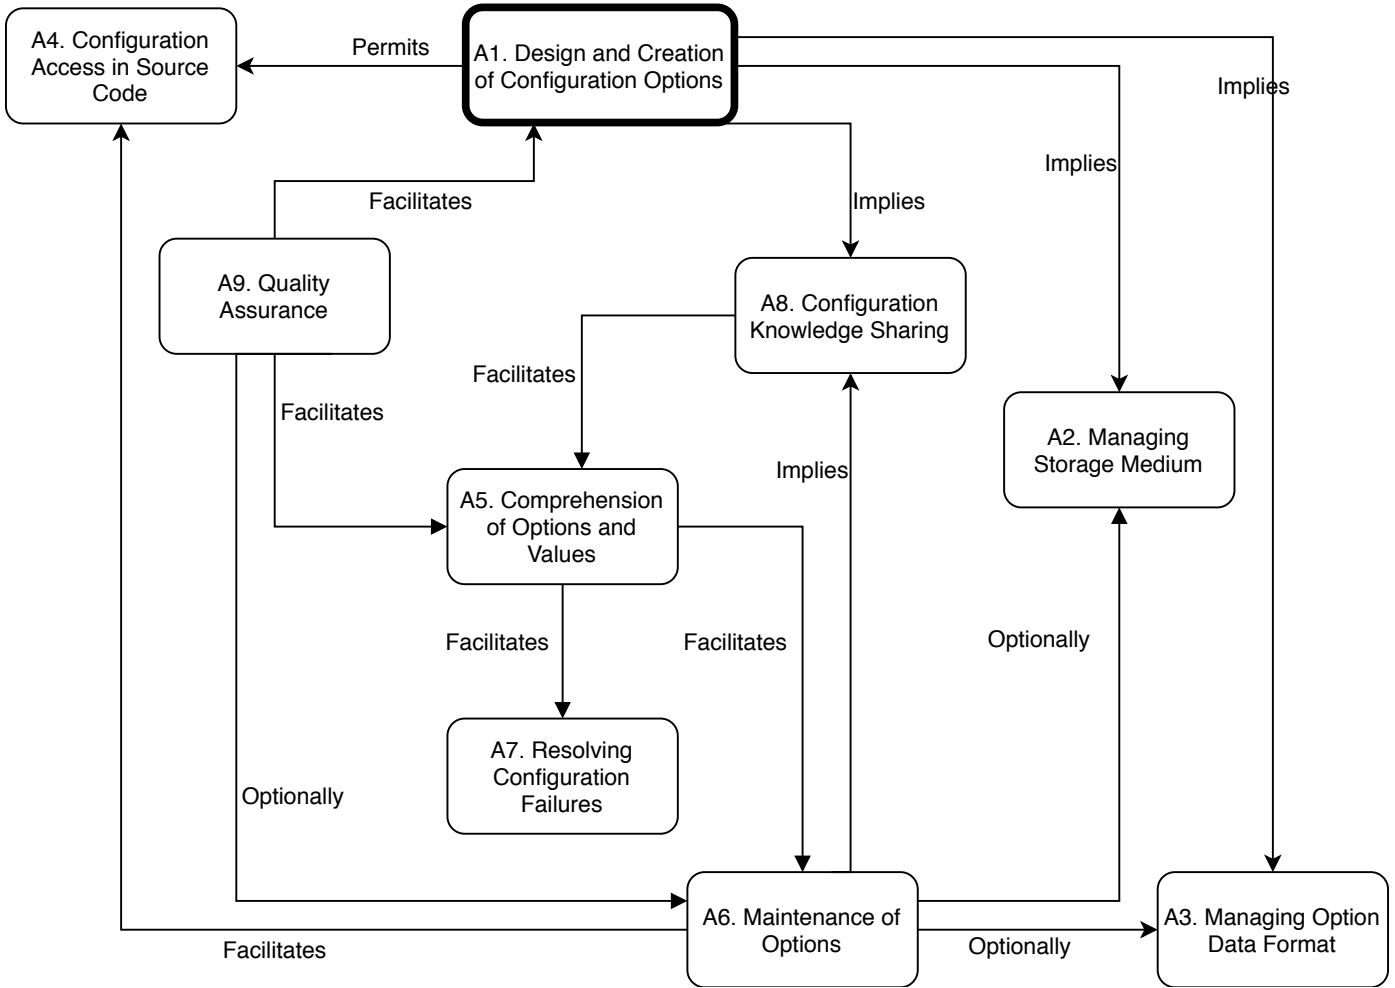 A4. Configuration
Access in Source
Code
Permits
A1. Design and Creation
of Configuration Options
Implies
Implies
Facilitates
Implies
A9. Quality
Assurance
A8. Configuration
Knowledge Sharing
Facilitates
Facilitates
A2. Managing
Storage Medium
Implies
A5. Comprehension
of Options and
Values
Facilitates
Facilitates
Optionally
A7. Resolving
Configuration
Failures
Optionally
A6. Maintenance of
Options
A3. Managing Option
Data Format
Facilitates
Optionally